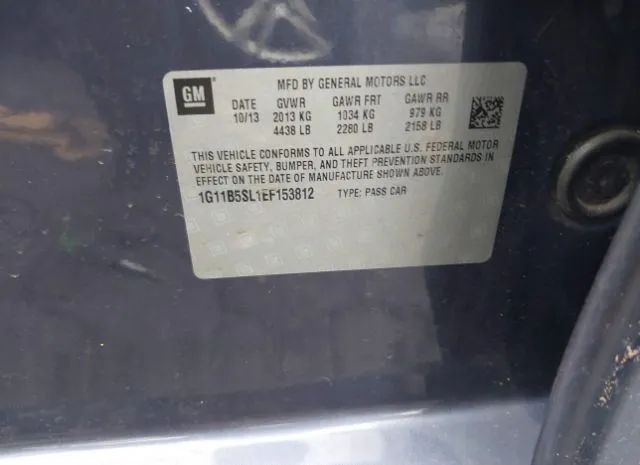 GM
MFD BY GENERAL MOTORS LLC
DATE GVWR GAWR FRT GAWR RR
10/13 2013 KG 1034 KG 979 KG
4438 LB 2280 LB 2158 LB
THIS VEHICLE CONFORMS TO ALL APPLICABLE U.S. FEDERAL MOTOR
VEHICLE SAFETY, BUMPER, AND THEFT PREVENTION STANDARDS IN
EFFECT ON THE DATE OF MANUFACTURE SHOWN ABOVE.
1G11B5SL1EF153812 TYPE: PASS CAR